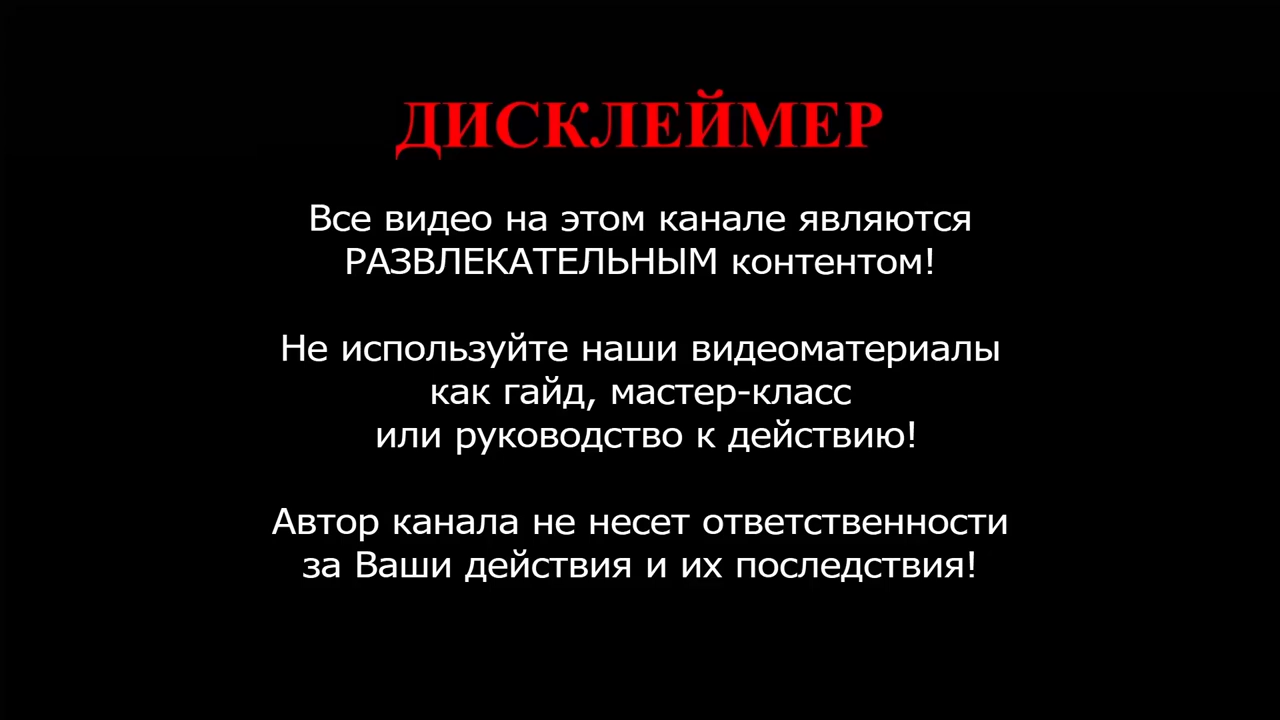 ДИСКЛЕЙМЕР
Все видео на этом канале являются
РАЗВЛЕКАТЕЛЬНЫМ контентом!
Не используйте наши видеоматериалы
как гайд, мастер-класс
или руководство к действию!
Автор канала не несет ответственности
за Ваши действия и их последствия!